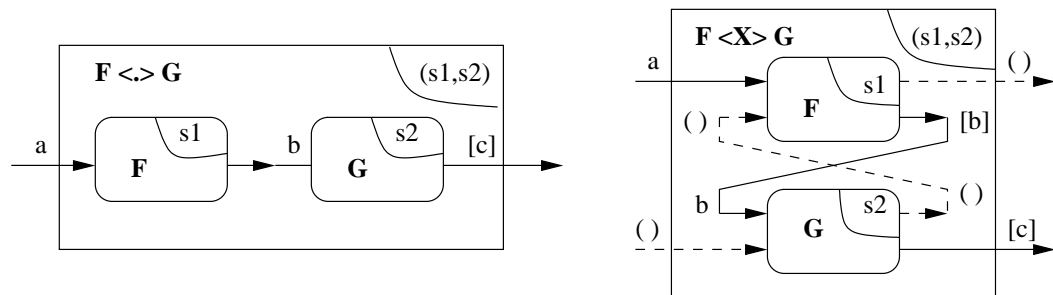 F <.> G
(s1,s2)
a
s1
F
b
s2
G
[c]
F <X> G
(s1,s2)
a
( )
s1
F
( )
[b]
b
( )
s2
G
( )
[c]